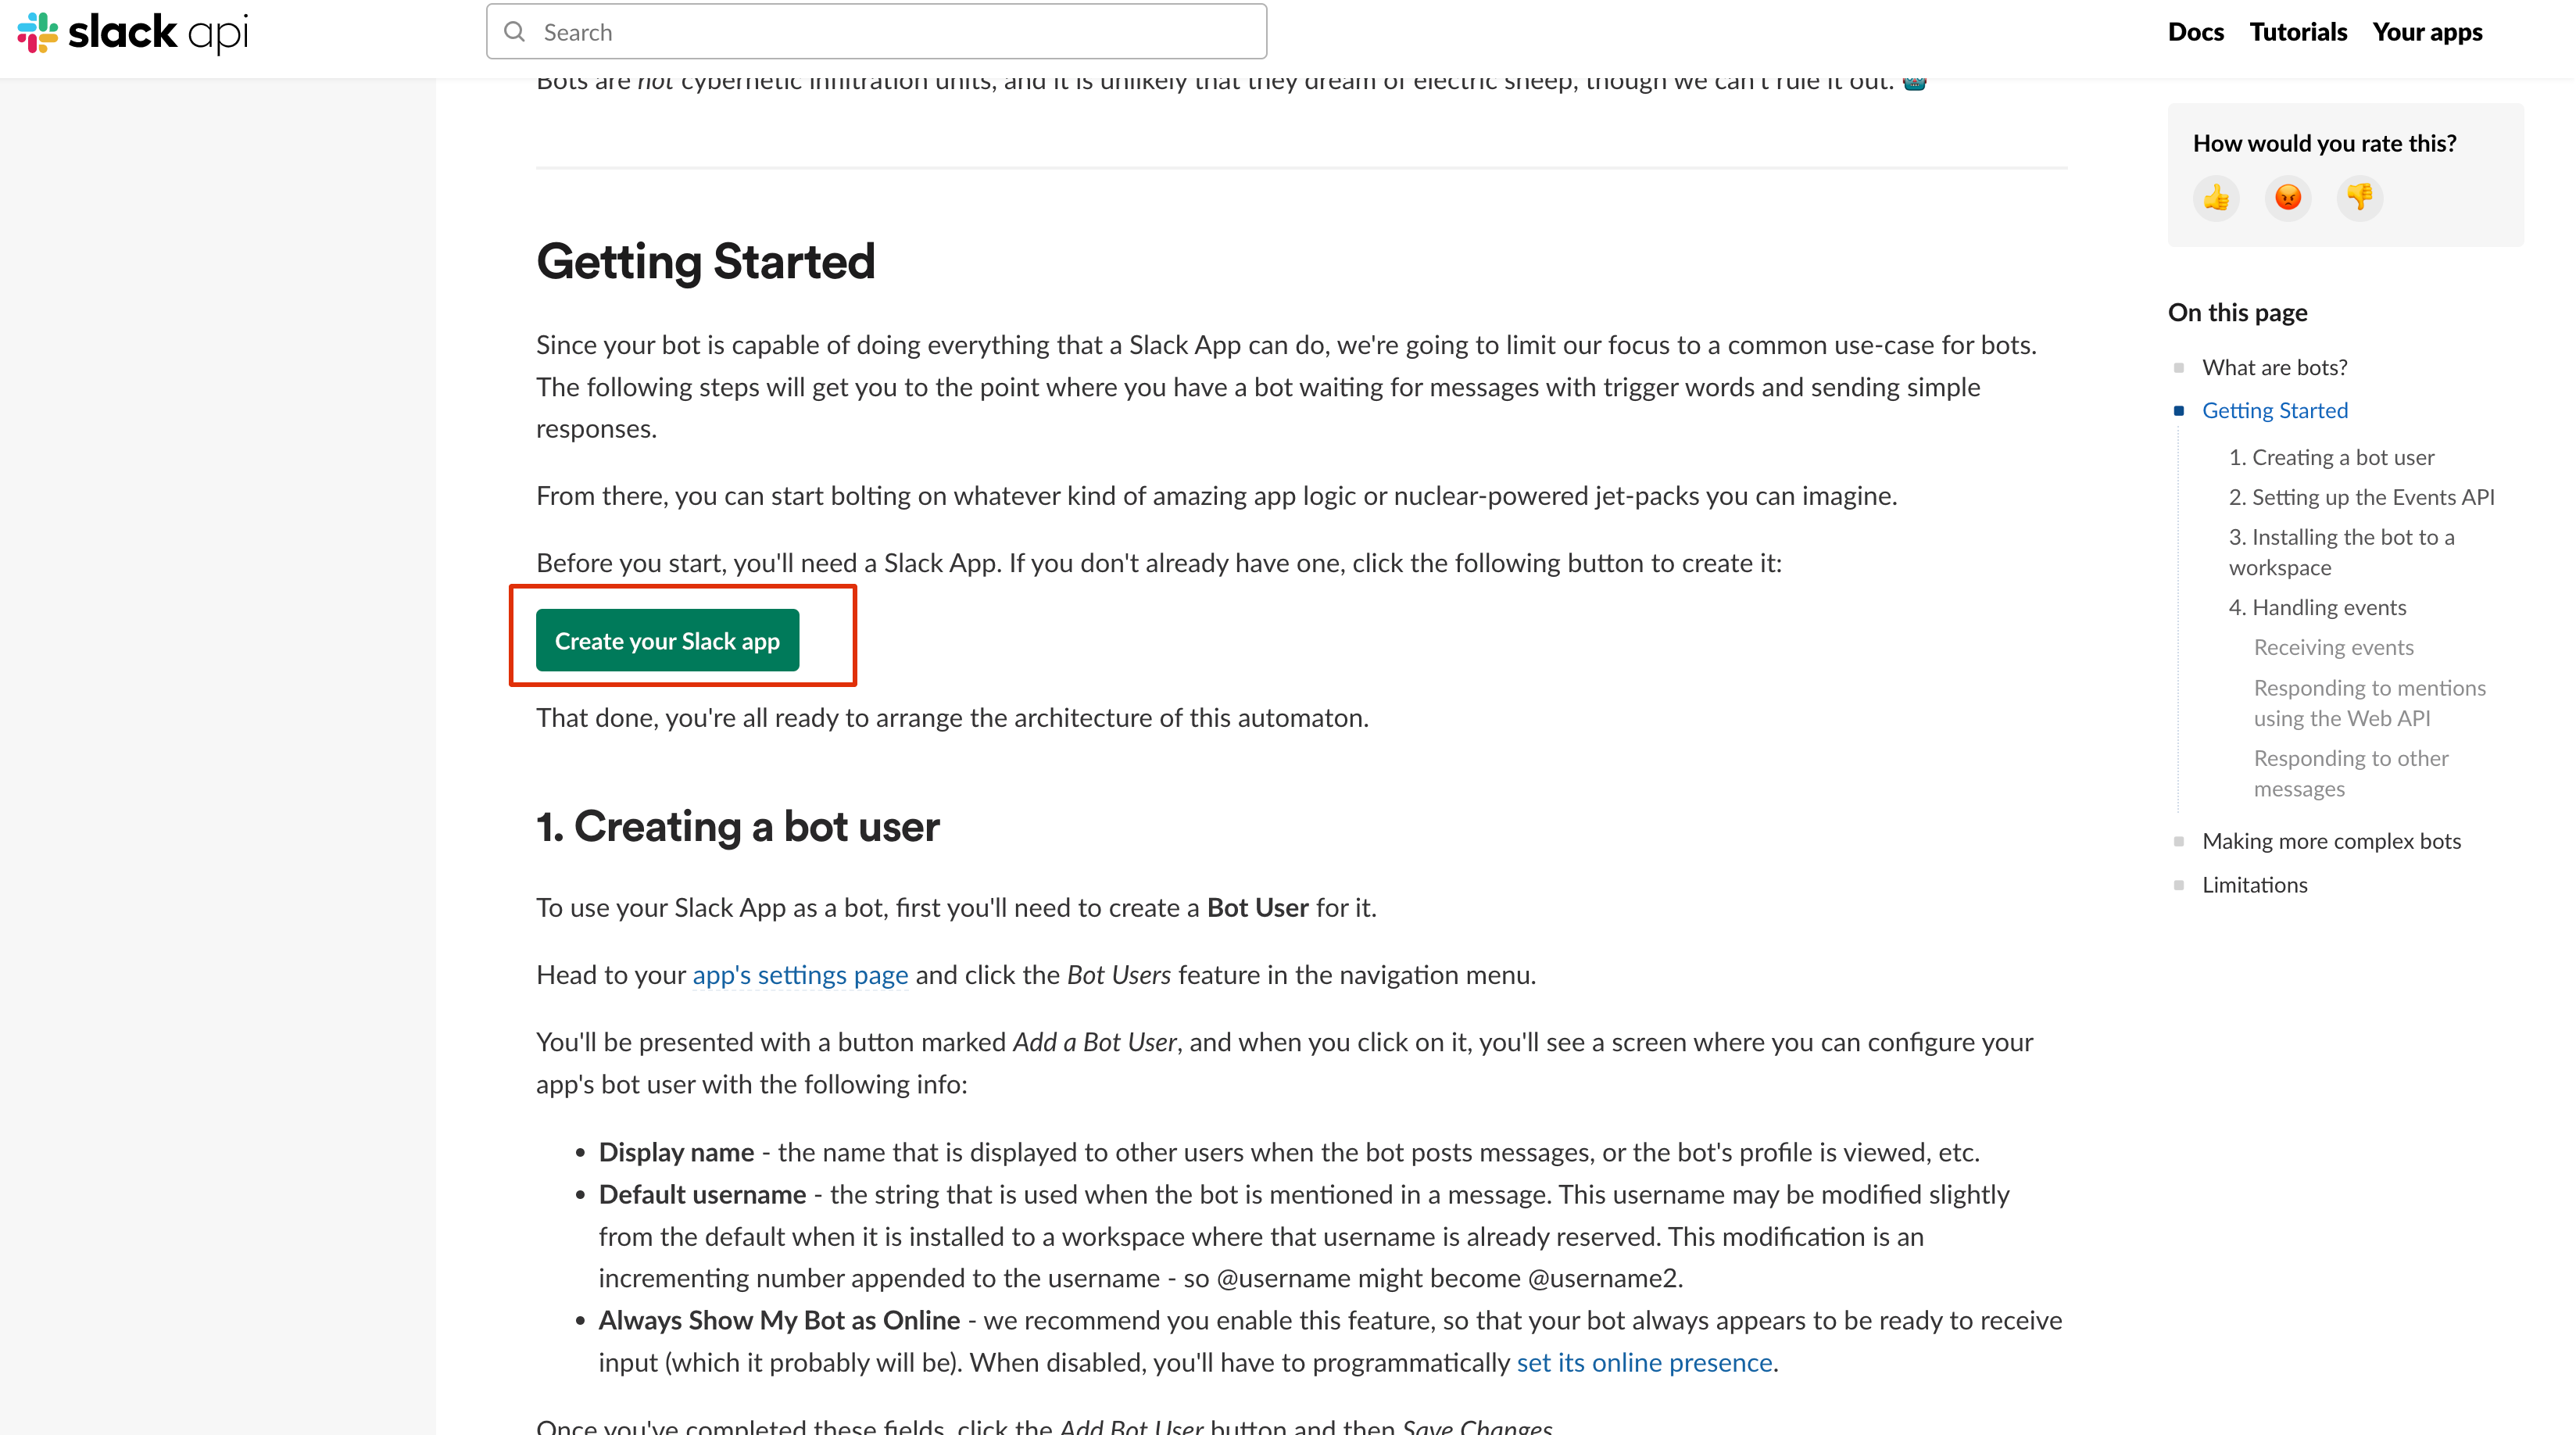 slack api
Search
Docs Tutorials Your apps
Bots are not cybernetic infiltration units, and it is unlikely that they dream of electric sheep, though we can't rule it out. 🤖
Getting Started
Since your bot is capable of doing everything that a Slack App can do, we're going to limit our focus to a common use-case for bots.
The following steps will get you to the point where you have a bot waiting for messages with trigger words and sending simple
responses.
From there, you can start bolting on whatever kind of amazing app logic or nuclear-powered jet-packs you can imagine.
Before you start, you'll need a Slack App. If you don't already have one, click the following button to create it:
Create your Slack app
That done, you're all ready to arrange the architecture of this automaton.
1. Creating a bot user
To use your Slack App as a bot, first you'll need to create a Bot User for it.
Head to your app's settings page and click the Bot Users feature in the navigation menu.
You'll be presented with a button marked Add a Bot User, and when you click on it, you'll see a screen where you can configure your
app's bot user with the following info:
• Display name - the name that is displayed to other users when the bot posts messages, or the bot's profile is viewed, etc.
• Default username - the string that is used when the bot is mentioned in a message. This username may be modified slightly
from the default when it is installed to a workspace where that username is already reserved. This modification is an
incrementing number appended to the username - so @username might become @username2.
• Always Show My Bot as Online - we recommend you enable this feature, so that your bot always appears to be ready to receive
input (which it probably will be). When disabled, you'll have to programmatically set its online presence.
Once you've completed these fields, click the Add Bot User button and then Save Changes
How would you rate this?
On this page
What are bots?
Getting Started
1. Creating a bot user
2. Setting up the Events API
3. Installing the bot to a
workspace
4. Handling events
Receiving events
Responding to mentions
using the Web API
Responding to other
messages
Making more complex bots
Limitations